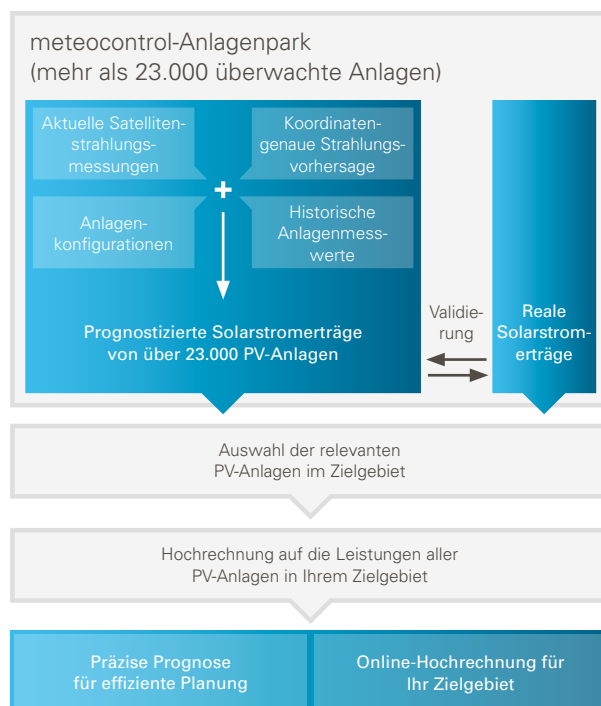 meteocontrol-Anlagenpark
(mehr als 23.000 überwachte Anlagen)
Aktuelle Satelliten-
strahlungs-
messungen
Koordinaten-
genaue Strahlungs-
vorhersage
+
Anlagen-
konfigurationen
Historische
Anlagenmess-
werte
Prognostizierte Solarstromerträge
von über 23.000 PV-Anlagen
Validie-
rung
Reale
Solarstrom-
erträge
Auswahl der relevanten
PV-Anlagen im Zielgebiet
Hochrechnung auf die Leistungen aller
PV-Anlagen in Ihrem Zielgebiet
Präzise Prognose
für effiziente Planung
Online-Hochrechnung für
Ihr Zielgebiet